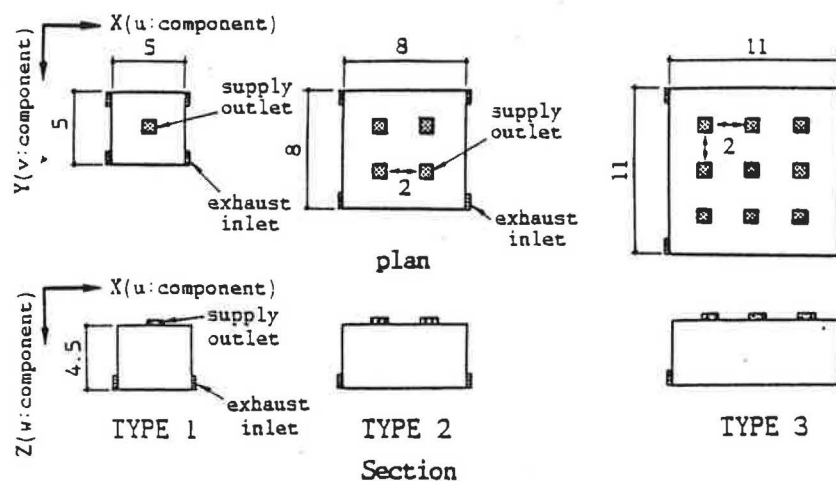 X(u:component)
Y(v:component)
5
5
supply
outlet
exhaust
inlet
8
8
2
supply
outlet
exhaust
inlet
11
11
2
plan
X(u:component)
Z(w:component)
4.5
supply
outlet
exhaust
inlet
TYPE 1
TYPE 2
TYPE 3
Section